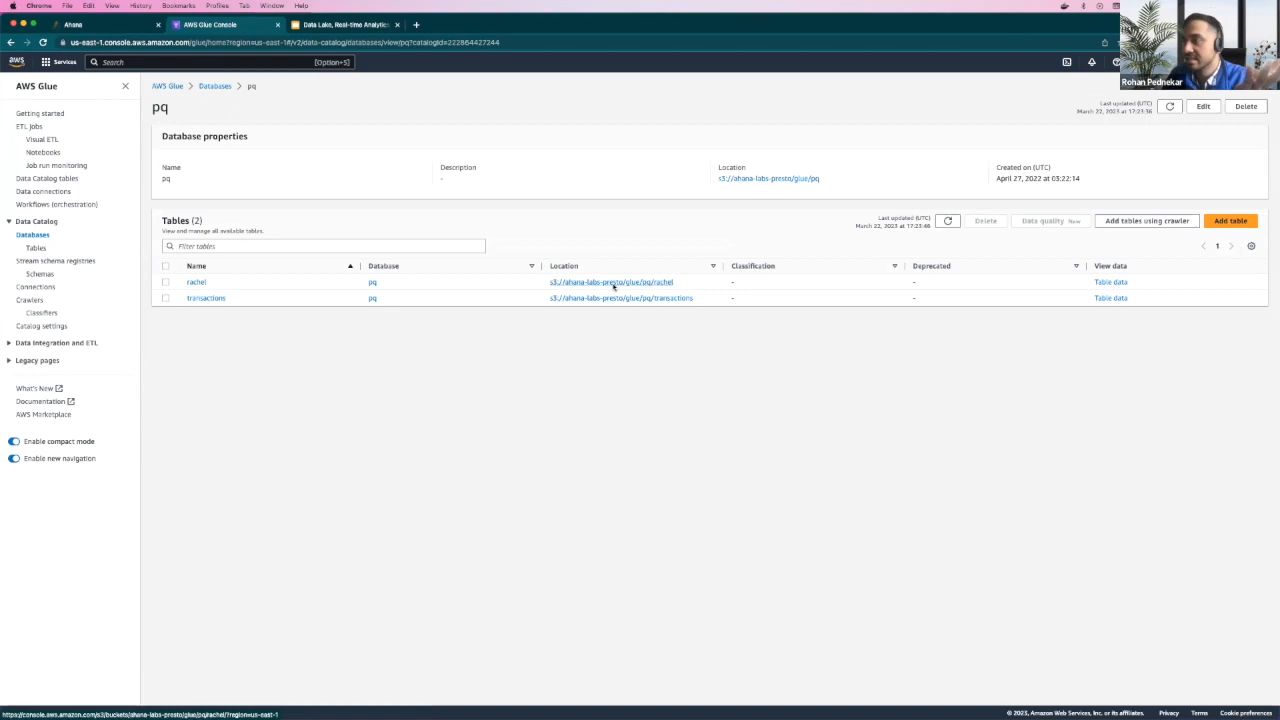 Chrome File Edit View History Bookmarks Profiles Tab Window Help
Ahana × AWS Glue Console × Data Lake, Real-time Analytics × +
us-east-1.console.aws.amazon.com/glue/home?region=us-east-1#/v2/data-catalog/databases/view/pq?catalogId=222864427244
Rohan Pednekar
aws Services Search [Option+S]
AWS Glue
Getting started
ETL jobs
Visual ETL
Notebooks
Job run monitoring
Data Catalog tables
Data connections
Workflows (orchestration)
Data Catalog
Databases
Tables
Stream schema registries
Schemas
Connections
Crawlers
Classifiers
Catalog settings
Data Integration and ETL
Legacy pages
What's New
Documentation
AWS Marketplace
Enable compact mode
Enable new navigation
AWS Glue > Databases > pq
pq
Last updated (UTC)
March 22, 2023 at 17:23:36
Edit Delete
Database properties
Name Description Location Created on (UTC)
pq - s3://ahana-labs-presto/glue/pq April 27, 2022 at 03:22:14
Tables (2)
View and manage all available tables.
Last updated (UTC)
March 22, 2023 at 17:23:46
Delete Data quality New Add tables using crawler Add table
Filter tables
1
Name Database Location Classification Deprecated View data
rachel pq s3://ahana-labs-presto/glue/pq/rachel - - Table data
transactions pq s3://ahana-labs-presto/glue/pq/transactions - - Table data
https://console.aws.amazon.com/s3/buckets/ahana-labs-presto/glue/pq/rachel/?region=us-east-1
© 2023, Amazon Web Services, Inc. or its affiliates. Privacy Terms Cookie preferences